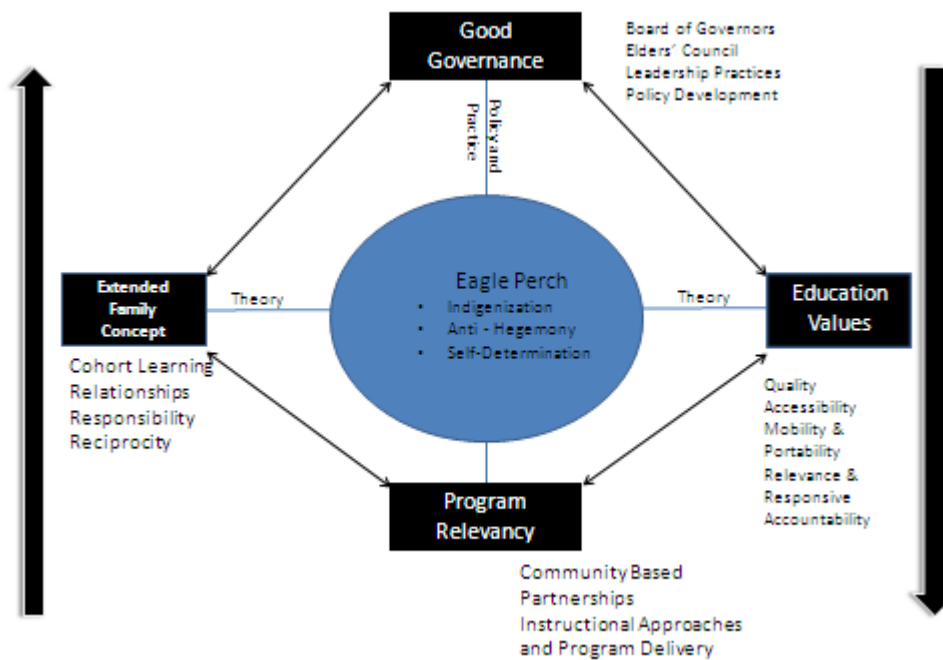 Good
Governance
Board of Governors
Elders' Council
Leadership Practices
Policy Development
Policy and
Practice
Extended
Family
Concept
Theory
Eagle Perch
• Indigenization
• Anti - Hegemony
• Self-Determination
Theory
Education
Values
Cohort Learning
Relationships
Responsibility
Reciprocity
Quality
Accessibility
Mobility &
Portability
Relevance &
Responsive
Accountability
Program
Relevancy
Community Based
Partnerships
Instructional Approaches
and Program Delivery